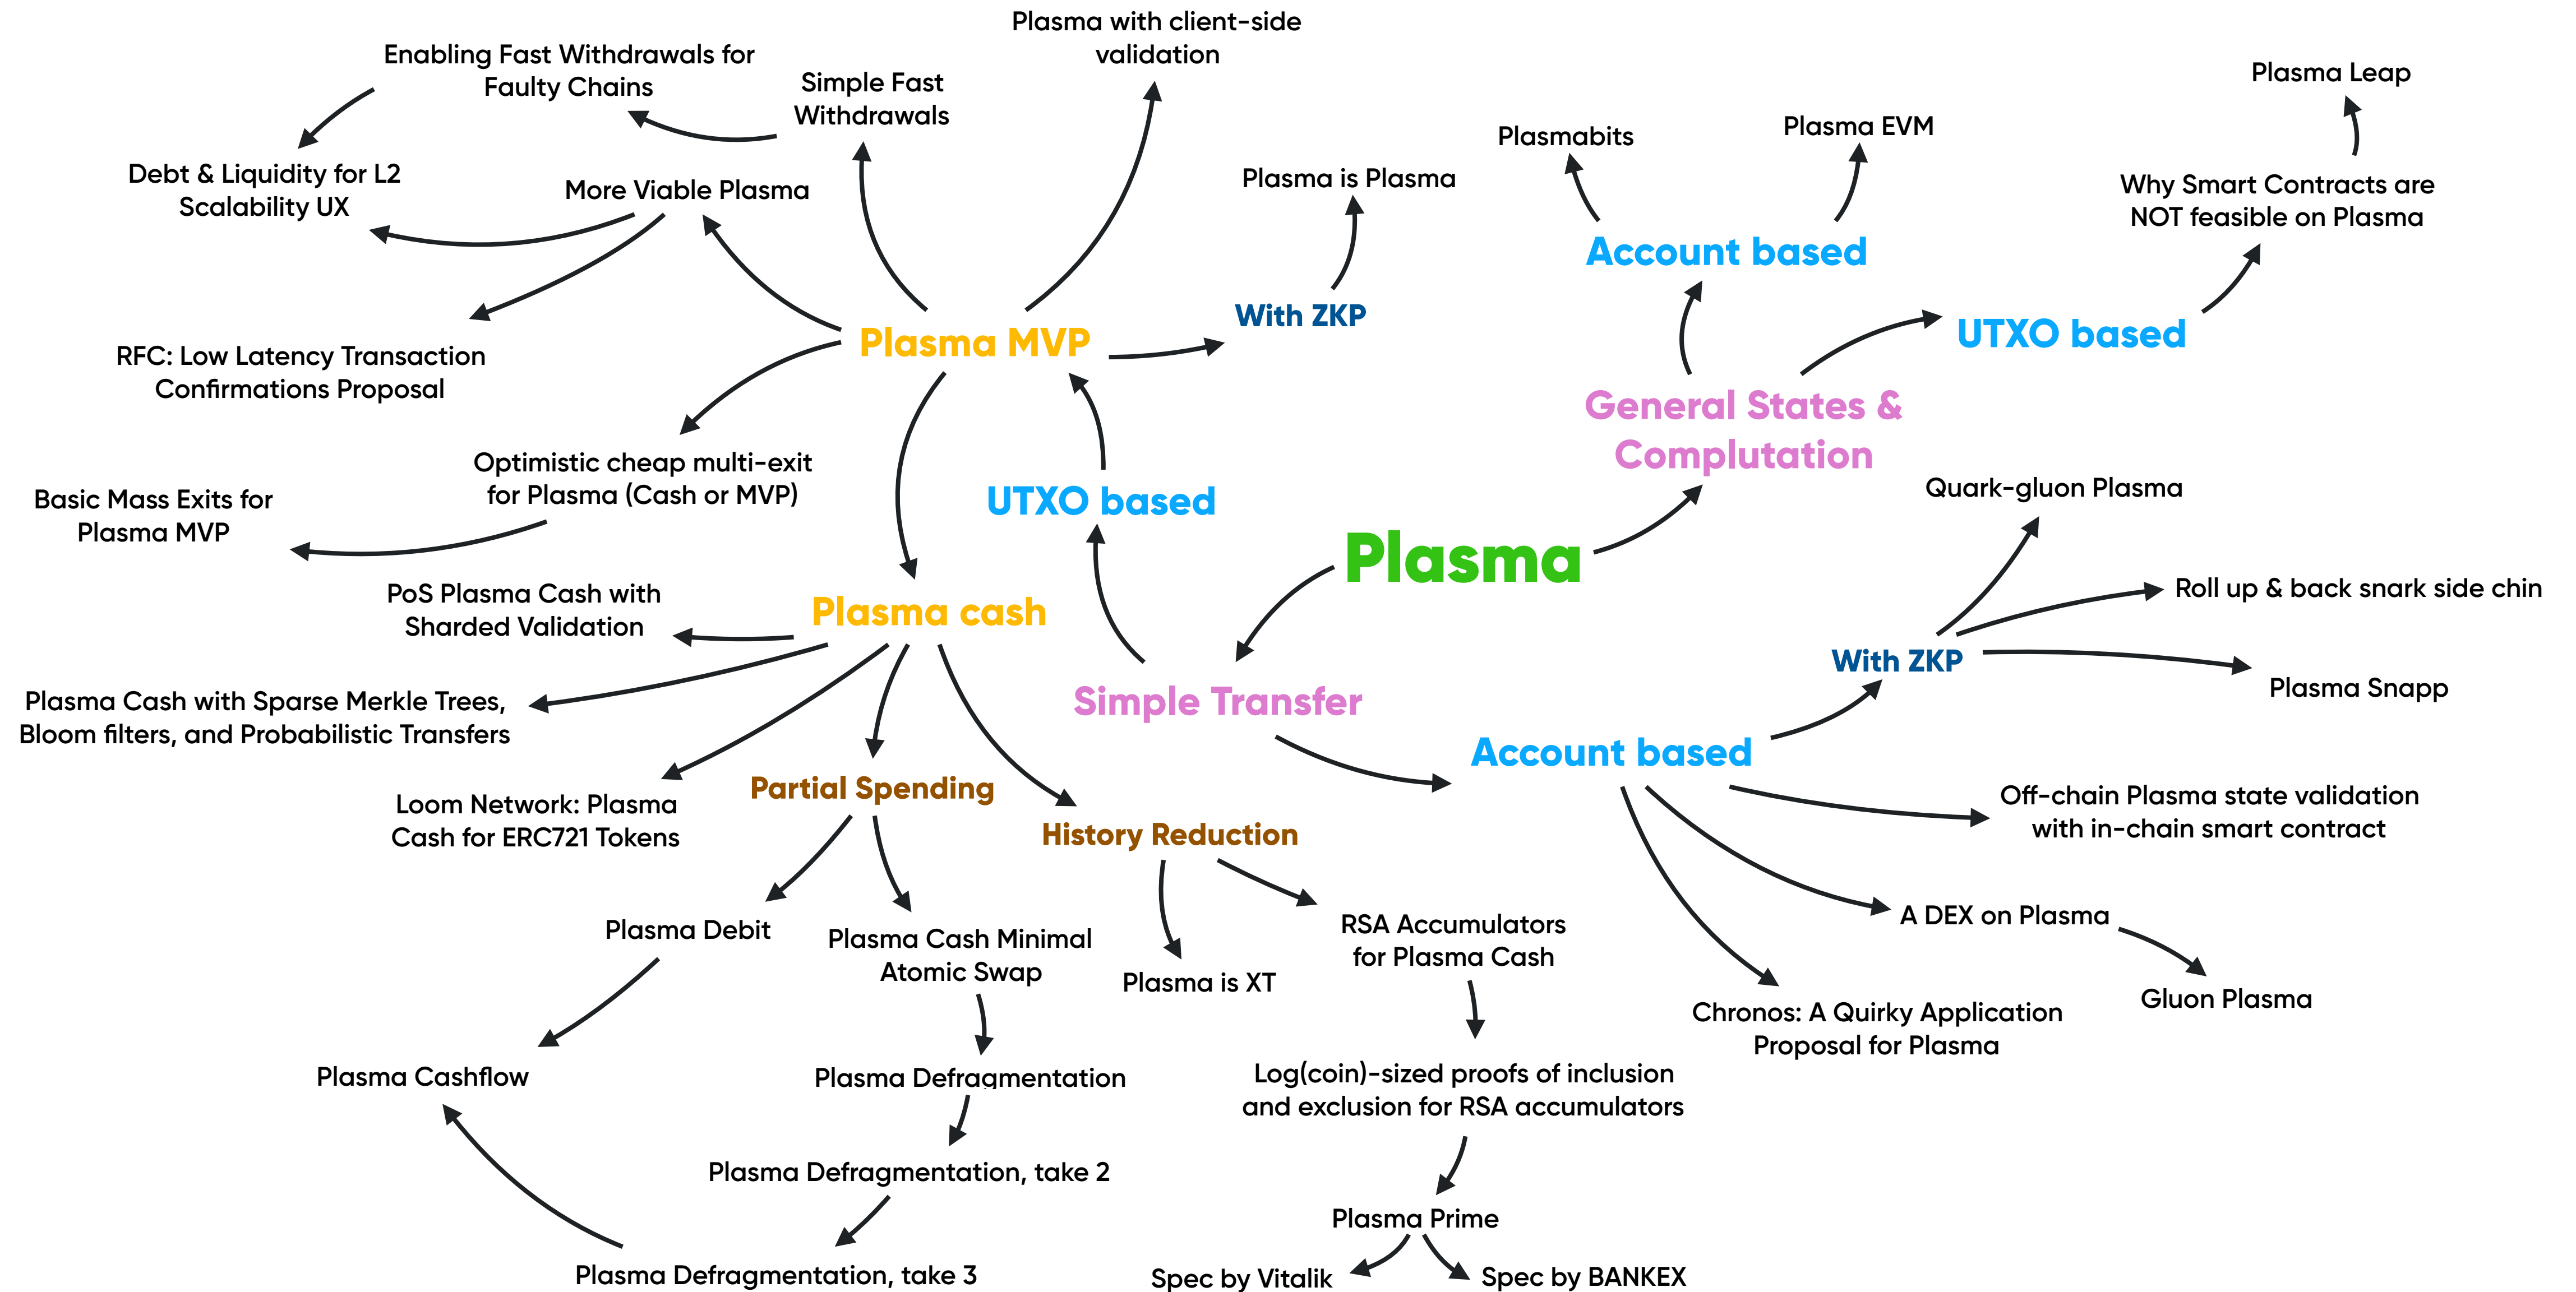 Plasma with client-side
validation
Enabling Fast Withdrawals for
Faulty Chains
Simple Fast
Withdrawals
Debt & Liquidity for L2
Scalability UX
More Viable Plasma
RFC: Low Latency Transaction
Confirmations Proposal
Plasma MVP
With ZKP
Plasma is Plasma
Optimistic cheap multi-exit
for Plasma (Cash or MVP)
Basic Mass Exits for
Plasma MVP
UTXO based
Plasma cash
PoS Plasma Cash with
Sharded Validation
Plasma Cash with Sparse Merkle Trees,
Bloom filters, and Probabilistic Transfers
Loom Network: Plasma
Cash for ERC721 Tokens
Partial Spending
History Reduction
Plasma Debit
Plasma Cash Minimal
Atomic Swap
Plasma is XT
RSA Accumulators
for Plasma Cash
Plasma Cashflow
Plasma Defragmentation
Log(coin)-sized proofs of inclusion
and exclusion for RSA accumulators
Plasma Defragmentation, take 2
Plasma Prime
Plasma Defragmentation, take 3
Spec by Vitalik
Spec by BANKEX
Plasma
Simple Transfer
Plasmabits
Plasma EVM
Plasma Leap
Account based
Why Smart Contracts are
NOT feasible on Plasma
UTXO based
General States &
Complutation
Quark-gluon Plasma
Roll up & back snark side chin
With ZKP
Plasma Snapp
Account based
Off-chain Plasma state validation
with in-chain smart contract
A DEX on Plasma
Gluon Plasma
Chronos: A Quirky Application
Proposal for Plasma